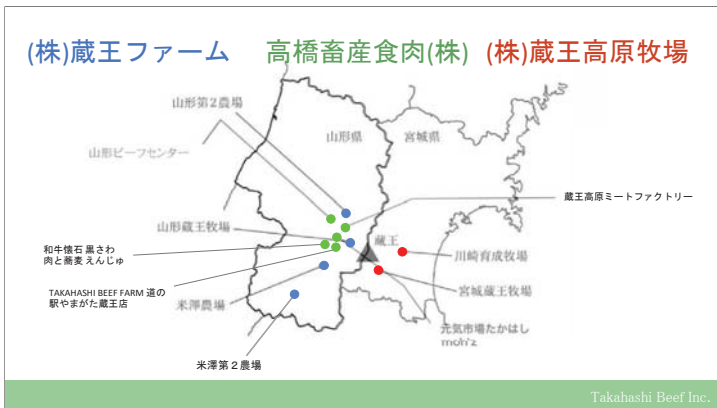 (株)蔵王ファーム 高橋畜産食肉(株) (株)蔵王高原牧場
山形第2農場
山形県
宮城県
山形ビーフセンター
蔵王高原ミートファクトリー
山形蔵王牧場
蔵王
和牛懐石 黒さわ
肉と蕎麦 えんじゅ
川崎育成牧場
TAKAHASHI BEEF FARM 道の
駅やまがた蔵王店
米澤農場
宮城蔵王牧場
元気市場たかはし
moh'z
米澤第2農場
Takahashi Beef Inc.